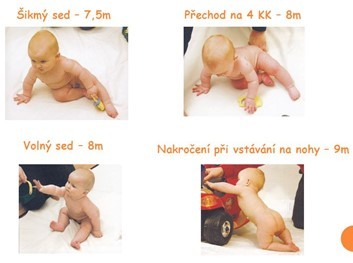 Šikmý sed – 7,5m
Přechod na 4 KK – 8m
Volný sed – 8m
Nakročení při vstávání na nohy – 9m